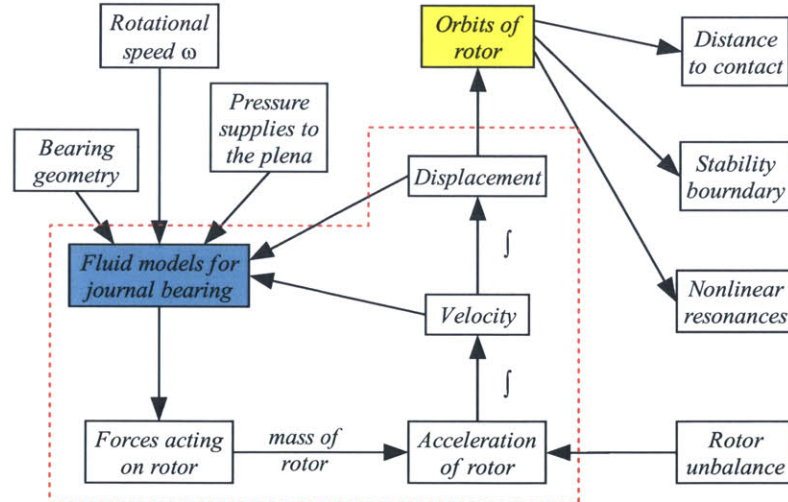 Rotational
speed ω
Orbits of
rotor
Distance
to contact
Pressure
supplies to
the plena
Bearing
geometry
Displacement
Stability
bourndary
∫
Fluid models for
journal bearing
Velocity
Nonlinear
resonances
∫
Forces acting
on rotor
mass of
rotor
Acceleration
of rotor
Rotor
unbalance